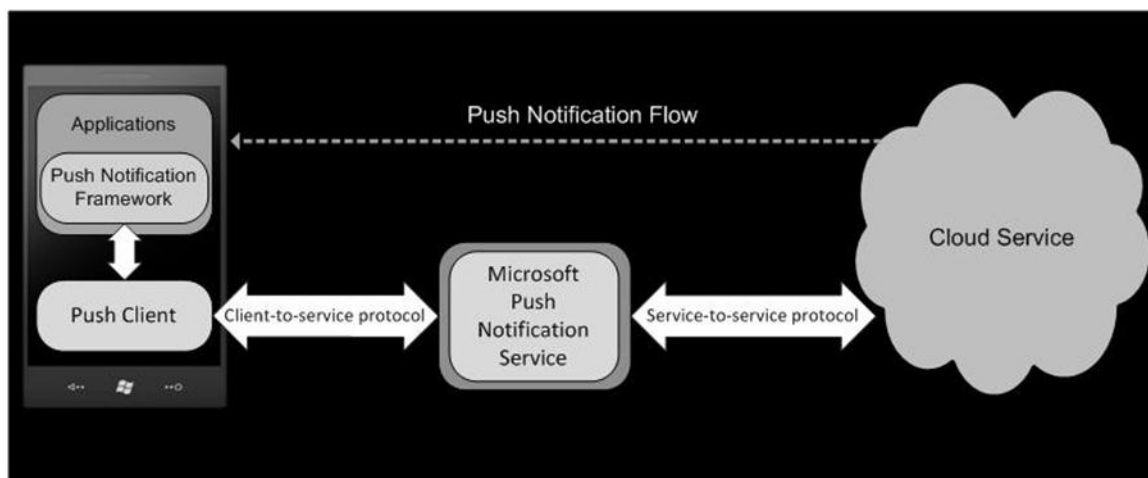 Push Notification Flow
Applications
Push Notification
Framework
Push Client
Client-to-service protocol
Microsoft
Push
Notification
Service
Service-to-service protocol
Cloud Service